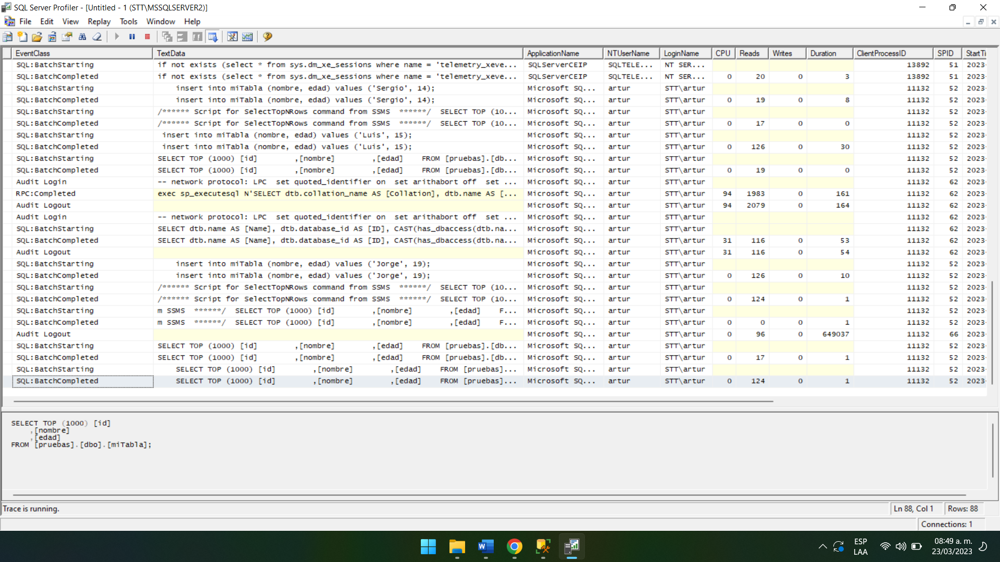 SQL Server Profiler - [Untitled - 1 (STT\MSSQLSERVER2)]
File Edit View Replay Tools Window Help
EventClass TextData ApplicationName NTUserName LoginName CPU Reads Writes Duration ClientProcessID SPID StartTi
SQL:BatchStarting if not exists (select * from sys.dm_xe_sessions where name = 'telemetry_xeve... SQLServerCEIP SQLTELE... NT SER... 13892 51 2023-
SQL:BatchCompleted if not exists (select * from sys.dm_xe_sessions where name = 'telemetry_xeve... SQLServerCEIP SQLTELE... NT SER... 0 20 0 3 13892 51 2023-
SQL:BatchStarting insert into miTabla (nombre, edad) values ('Sergio', 14); Microsoft SQ... artur STT\artur 11132 52 2023-
SQL:BatchCompleted insert into miTabla (nombre, edad) values ('Sergio', 14); Microsoft SQ... artur STT\artur 0 19 0 8 11132 52 2023-
SQL:BatchStarting /****** Script for SelectTopNRows command from SSMS ******/ SELECT TOP (10... Microsoft SQ... artur STT\artur 11132 52 2023-
SQL:BatchCompleted /****** Script for SelectTopNRows command from SSMS ******/ SELECT TOP (10... Microsoft SQ... artur STT\artur 0 17 0 0 11132 52 2023-
SQL:BatchStarting insert into miTabla (nombre, edad) values ('Luis', 15); Microsoft SQ... artur STT\artur 11132 52 2023-
SQL:BatchCompleted insert into miTabla (nombre, edad) values ('Luis', 15); Microsoft SQ... artur STT\artur 0 126 0 30 11132 52 2023-
SQL:BatchStarting SELECT TOP (1000) [id] ,[nombre] ,[edad] FROM [pruebas].[db... Microsoft SQ... artur STT\artur 11132 52 2023-
SQL:BatchCompleted SELECT TOP (1000) [id] ,[nombre] ,[edad] FROM [pruebas].[db... Microsoft SQ... artur STT\artur 0 19 0 0 11132 52 2023-
Audit Login -- network protocol: LPC set quoted_identifier on set arithabort off set ... Microsoft SQ... artur STT\artur 11132 62 2023-
RPC:Completed exec sp_executesql N'SELECT dtb.collation_name AS [Collation], dtb.name AS [... Microsoft SQ... artur STT\artur 94 1983 0 161 11132 62 2023-
Audit Logout Microsoft SQ... artur STT\artur 94 2079 0 164 11132 62 2023-
Audit Login -- network protocol: LPC set quoted_identifier on set arithabort off set ... Microsoft SQ... artur STT\artur 11132 62 2023-
SQL:BatchStarting SELECT dtb.name AS [Name], dtb.database_id AS [ID], CAST(has_dbaccess(dtb.na... Microsoft SQ... artur STT\artur 11132 62 2023-
SQL:BatchCompleted SELECT dtb.name AS [Name], dtb.database_id AS [ID], CAST(has_dbaccess(dtb.na... Microsoft SQ... artur STT\artur 31 116 0 53 11132 62 2023-
Audit Logout Microsoft SQ... artur STT\artur 31 116 0 54 11132 62 2023-
SQL:BatchStarting insert into miTabla (nombre, edad) values ('Jorge', 19); Microsoft SQ... artur STT\artur 11132 52 2023-
SQL:BatchCompleted insert into miTabla (nombre, edad) values ('Jorge', 19); Microsoft SQ... artur STT\artur 0 126 0 10 11132 52 2023-
SQL:BatchStarting /****** Script for SelectTopNRows command from SSMS ******/ SELECT TOP (10... Microsoft SQ... artur STT\artur 11132 52 2023-
SQL:BatchCompleted /****** Script for SelectTopNRows command from SSMS ******/ SELECT TOP (10... Microsoft SQ... artur STT\artur 0 124 0 1 11132 52 2023-
SQL:BatchStarting m SSMS ******/ SELECT TOP (1000) [id] ,[nombre] ,[edad] F... Microsoft SQ... artur STT\artur 11132 52 2023-
SQL:BatchCompleted m SSMS ******/ SELECT TOP (1000) [id] ,[nombre] ,[edad] F... Microsoft SQ... artur STT\artur 0 0 0 1 11132 52 2023-
Audit Logout Microsoft SQ... artur STT\artur 0 96 0 649037 11132 66 2023-
SQL:BatchStarting SELECT TOP (1000) [id] ,[nombre] ,[edad] FROM [pruebas].[db... Microsoft SQ... artur STT\artur 11132 52 2023-
SQL:BatchCompleted SELECT TOP (1000) [id] ,[nombre] ,[edad] FROM [pruebas].[db... Microsoft SQ... artur STT\artur 0 17 0 1 11132 52 2023-
SQL:BatchStarting SELECT TOP (1000) [id] ,[nombre] ,[edad] FROM [pruebas]... Microsoft SQ... artur STT\artur 11132 52 2023-
SQL:BatchCompleted SELECT TOP (1000) [id] ,[nombre] ,[edad] FROM [pruebas]... Microsoft SQ... artur STT\artur 0 124 0 1 11132 52 2023-
SELECT TOP (1000) [id]
,[nombre]
,[edad]
FROM [pruebas].[dbo].[miTabla];
Trace is running. Ln 88, Col 1 Rows: 88
Connections: 1
ESP 08:49 a. m.
LAA 23/03/2023